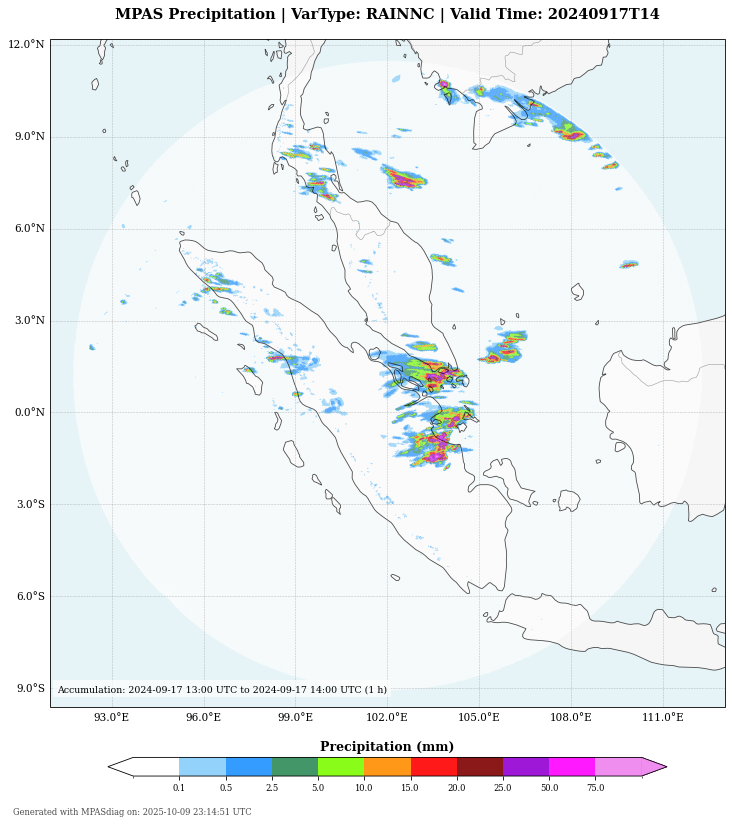 MPAS Precipitation | VarType: RAINNC | Valid Time: 20240917T14
12.0°N
9.0°N
6.0°N
3.0°N
0.0°N
3.0°S
6.0°S
9.0°S
Accumulation: 2024-09-17 13:00 UTC to 2024-09-17 14:00 UTC (1 h)
93.0°E 96.0°E 99.0°E 102.0°E 105.0°E 108.0°E 111.0°E
Precipitation (mm)
0.1 0.5 2.5 5.0 10.0 15.0 20.0 25.0 50.0 75.0
Generated with MPASdiag on: 2025-10-09 23:14:51 UTC